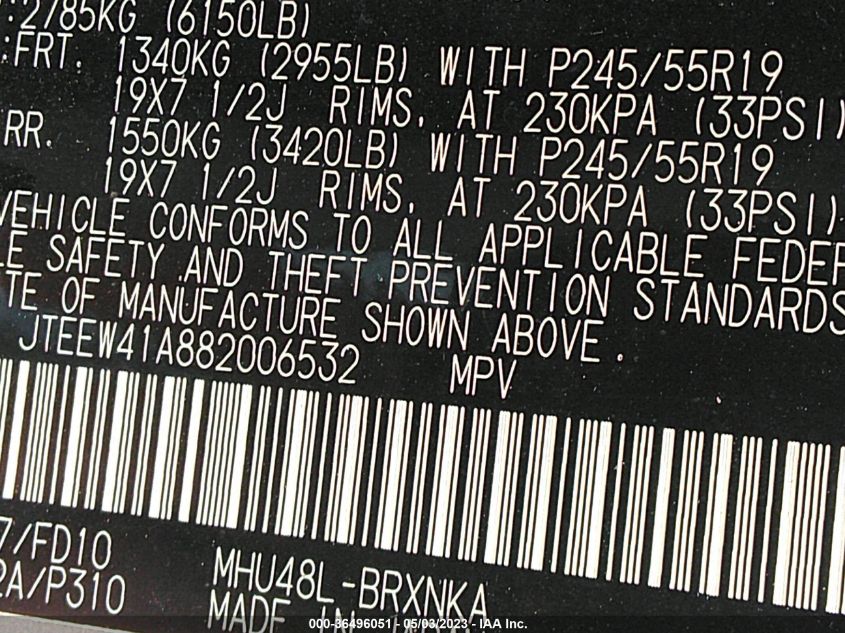 :2785KG (6150LB)
:FRT. 1340KG (2955LB) WITH P245/55R19
19X7 1/2J RIMS, AT 230KPA (33PSI)
RR. 1550KG (3420LB) WITH P245/55R19
19X7 1/2J RIMS, AT 230KPA (33PSI)
VEHICLE CONFORMS TO ALL APPLICABLE FEDER
LE SAFETY AND THEFT PREVENTION STANDARDS
TE OF MANUFACTURE SHOWN ABOVE.
JTEEW41A882006532 MPV
7/FD10
2A/P310 MHU48L-BRXNKA
MADE IN
000-36496051 - 05/03/2023 - IAA Inc.